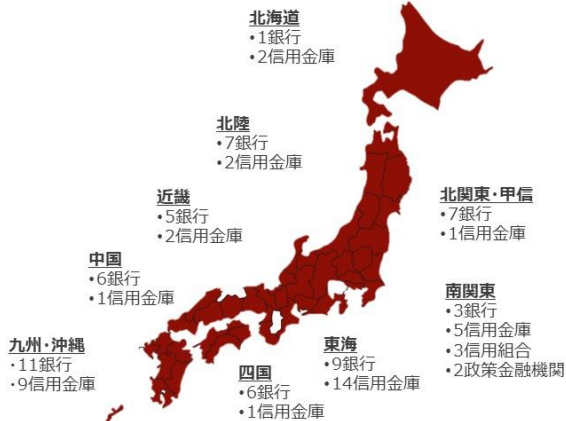 北海道
•1銀行
•2信用金庫
北陸
•7銀行
•2信用金庫
近畿
•5銀行
•2信用金庫
北関東･甲信
•7銀行
•1信用金庫
中国
•6銀行
•1信用金庫
南関東
•3銀行
•5信用金庫
•3信用組合
•2政策金融機関
九州･沖縄
･11銀行
･9信用金庫
東海
•9銀行
•14信用金庫
四国
•6銀行
•1信用金庫